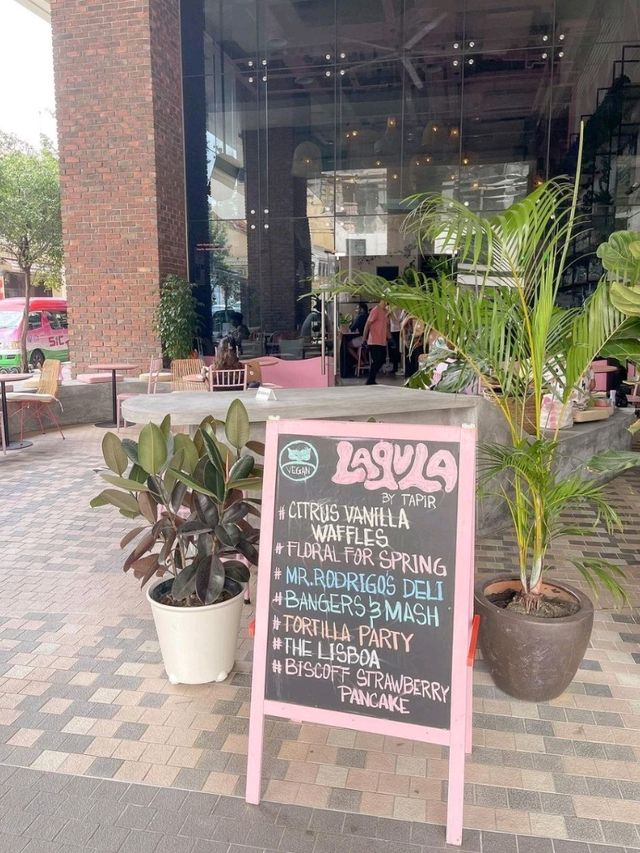 VEGAN
LAGULA
BY TAPIR
# CITRUS VANILLA
WAFFLES
# FLORAL FOR SPRING
# MR. RODRIGO'S DELI
# BANGERS & MASH
# TORTILLA PARTY
# THE LISBOA
# BISCOFF STRAWBERRY
PANCAKE